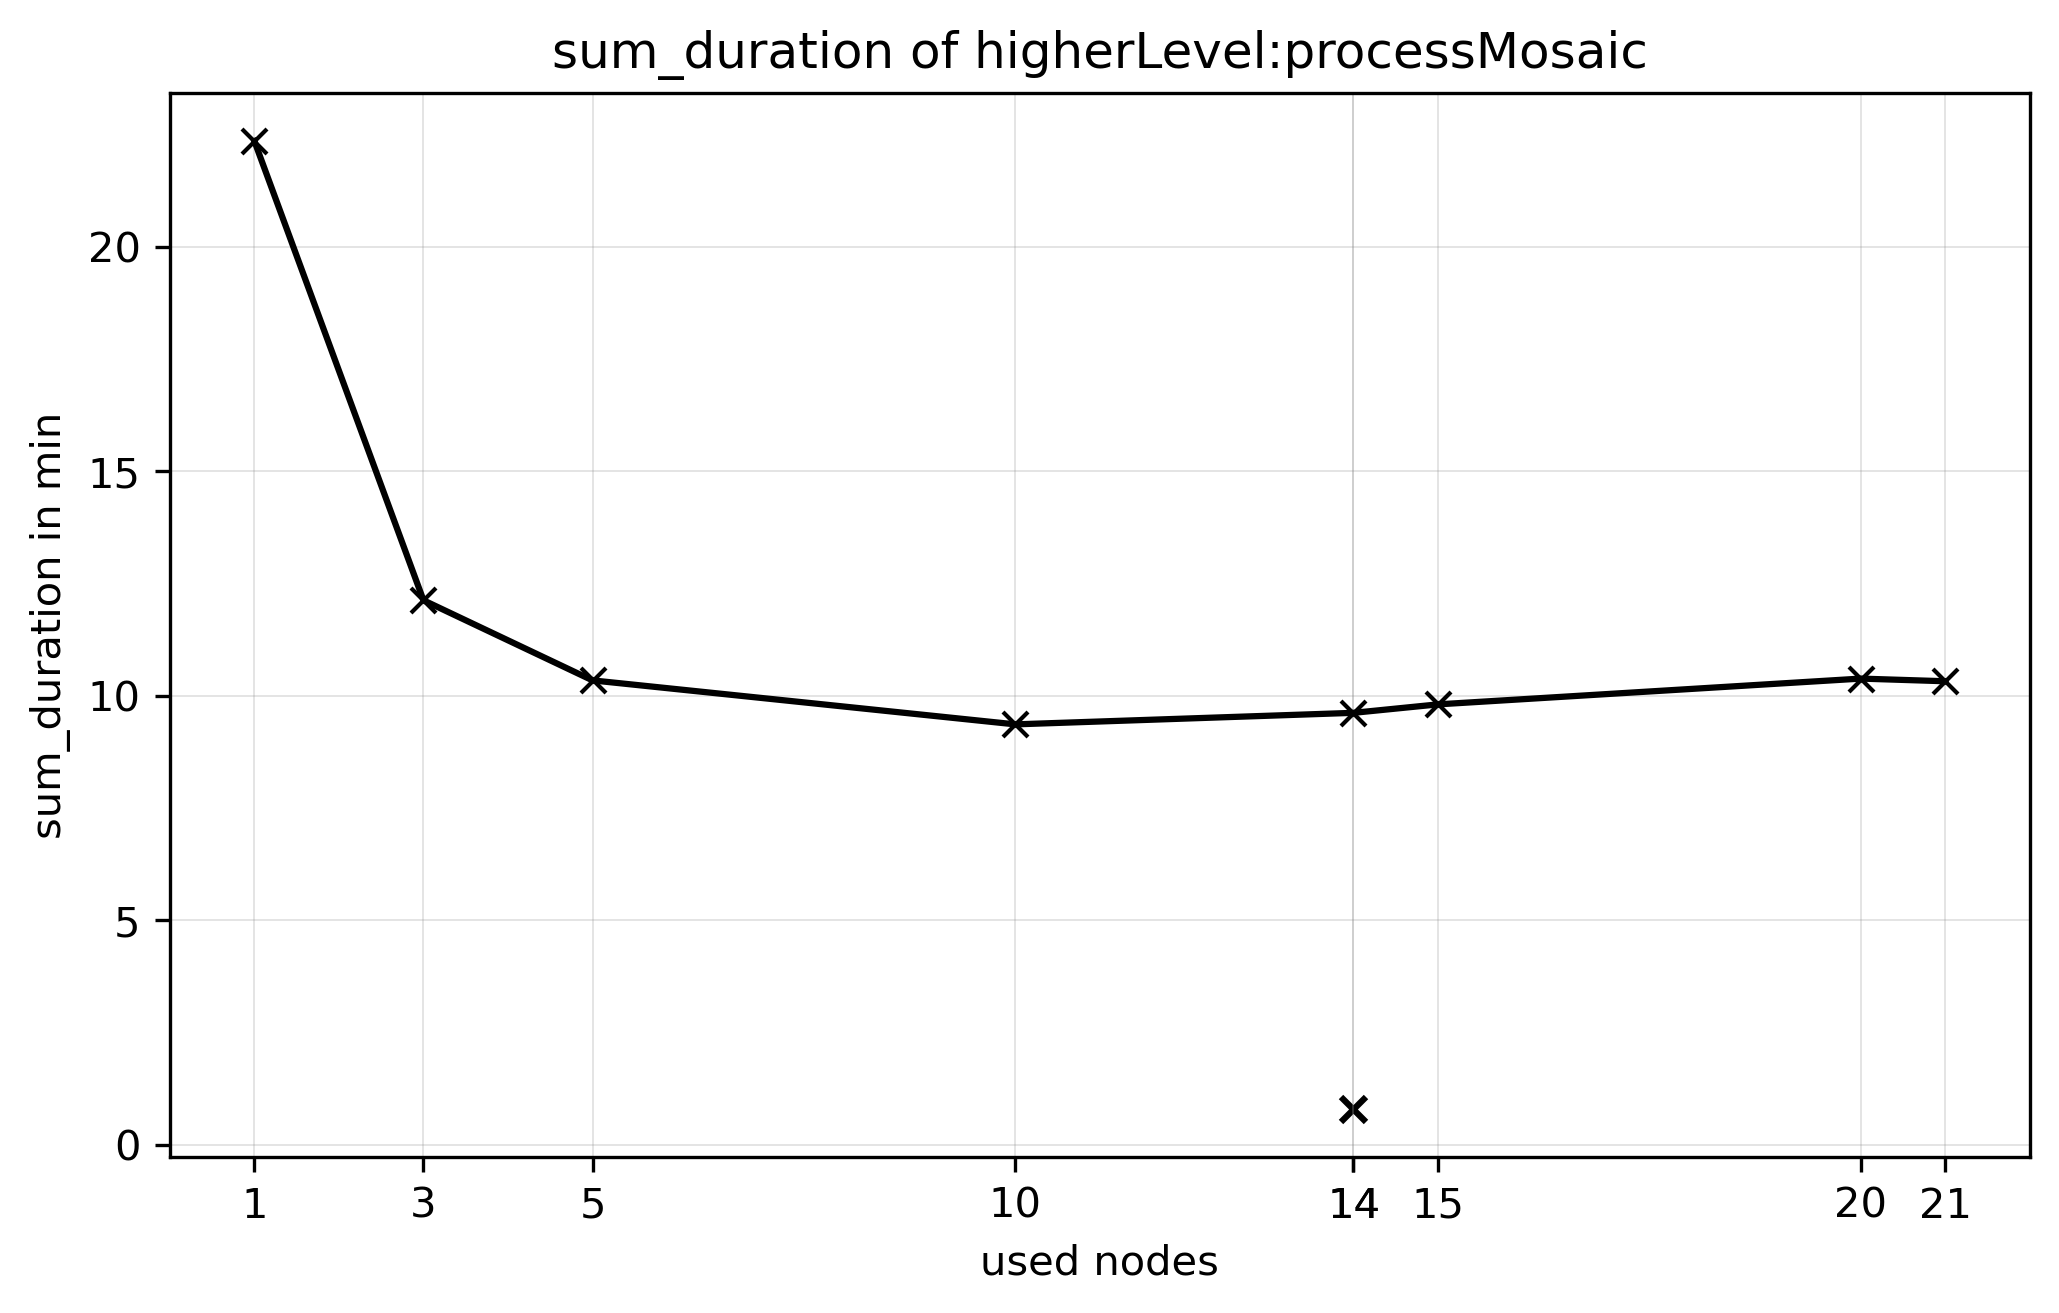 sum_duration of higherLevel:processMosaic
sum_duration in min
20
15
10
5
0
1 3 5 10 14 15 20 21
used nodes